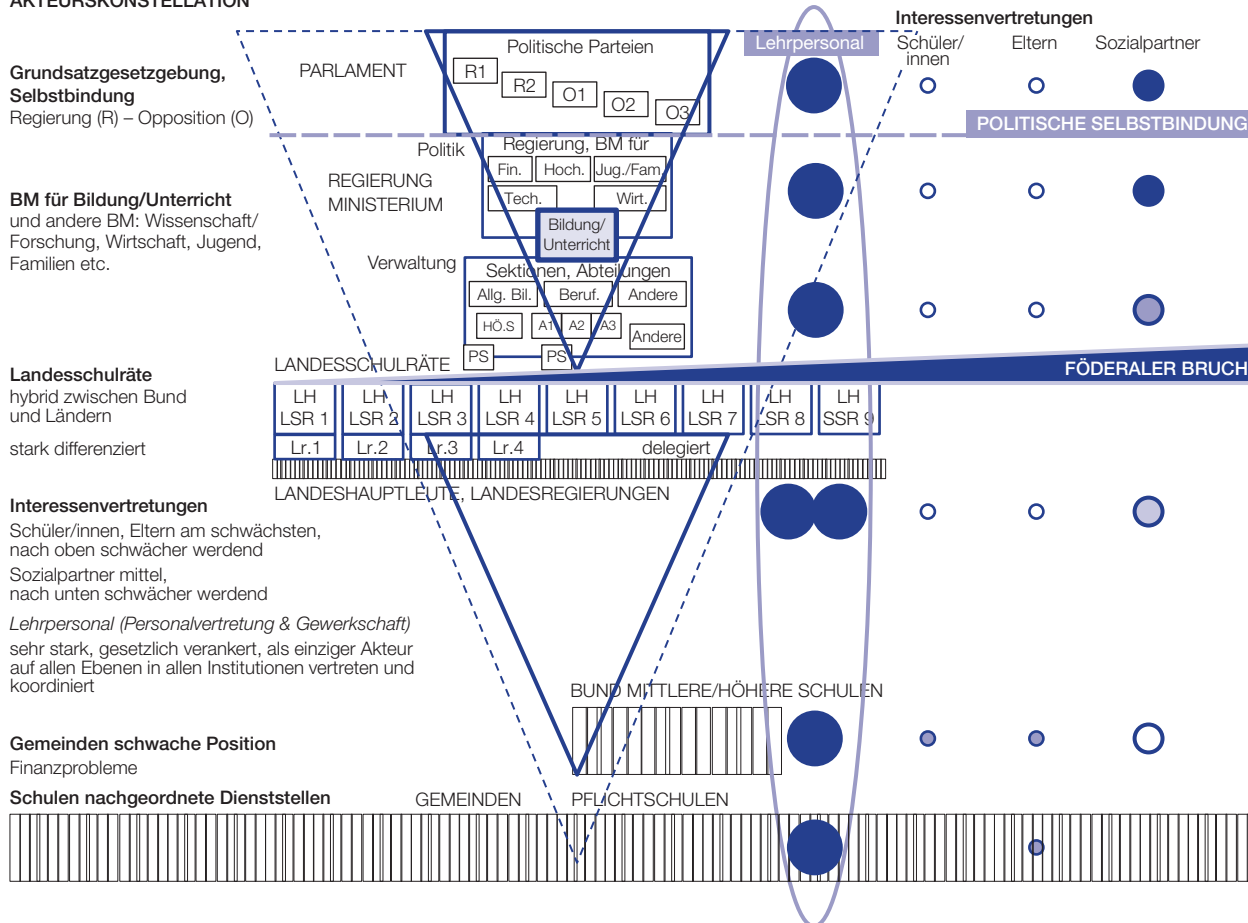 AKTEURSKONSTELLATION
Interessenvertretungen
Lehrpersonal
Schüler/
innen
Eltern
Sozialpartner
Grundsatzgesetzgebung,
Selbstbindung
Regierung (R) – Opposition (O)
PARLAMENT
Politische Parteien
R1
R2
O1
O2
O3
POLITISCHE SELBSTBINDUNG
Politik
Regierung, BM für
Fin.
Hoch.
Jug./Fam.
Tech.
Wirt.
REGIERUNG
MINISTERIUM
Bildung/
Unterricht
BM für Bildung/Unterricht
und andere BM: Wissenschaft/
Forschung, Wirtschaft, Jugend,
Familien etc.
Verwaltung
Sektionen, Abteilungen
Allg. Bil.
Beruf.
Andere
HÖ.S
A1
A2
A3
Andere
PS
PS
LANDESSCHULRÄTE
FÖDERALER BRUCH
Landesschulräte
hybrid zwischen Bund
und Ländern
stark differenziert
LH
LSR 1
LH
LSR 2
LH
LSR 3
LH
LSR 4
LH
LSR 5
LH
LSR 6
LH
LSR 7
LH
LSR 8
LH
SSR 9
Lr.1
Lr.2
Lr.3
Lr.4
delegiert
LANDESHAUPTLEUTE, LANDESREGIERUNGEN
Interessenvertretungen
Schüler/innen, Eltern am schwächsten,
nach oben schwächer werdend
Sozialpartner mittel,
nach unten schwächer werdend
Lehrpersonal (Personalvertretung & Gewerkschaft)
sehr stark, gesetzlich verankert, als einziger Akteur
auf allen Ebenen in allen Institutionen vertreten und
koordiniert
BUND MITTLERE/HÖHERE SCHULEN
Gemeinden schwache Position
Finanzprobleme
Schulen nachgeordnete Dienststellen
GEMEINDEN
PFLICHTSCHULEN